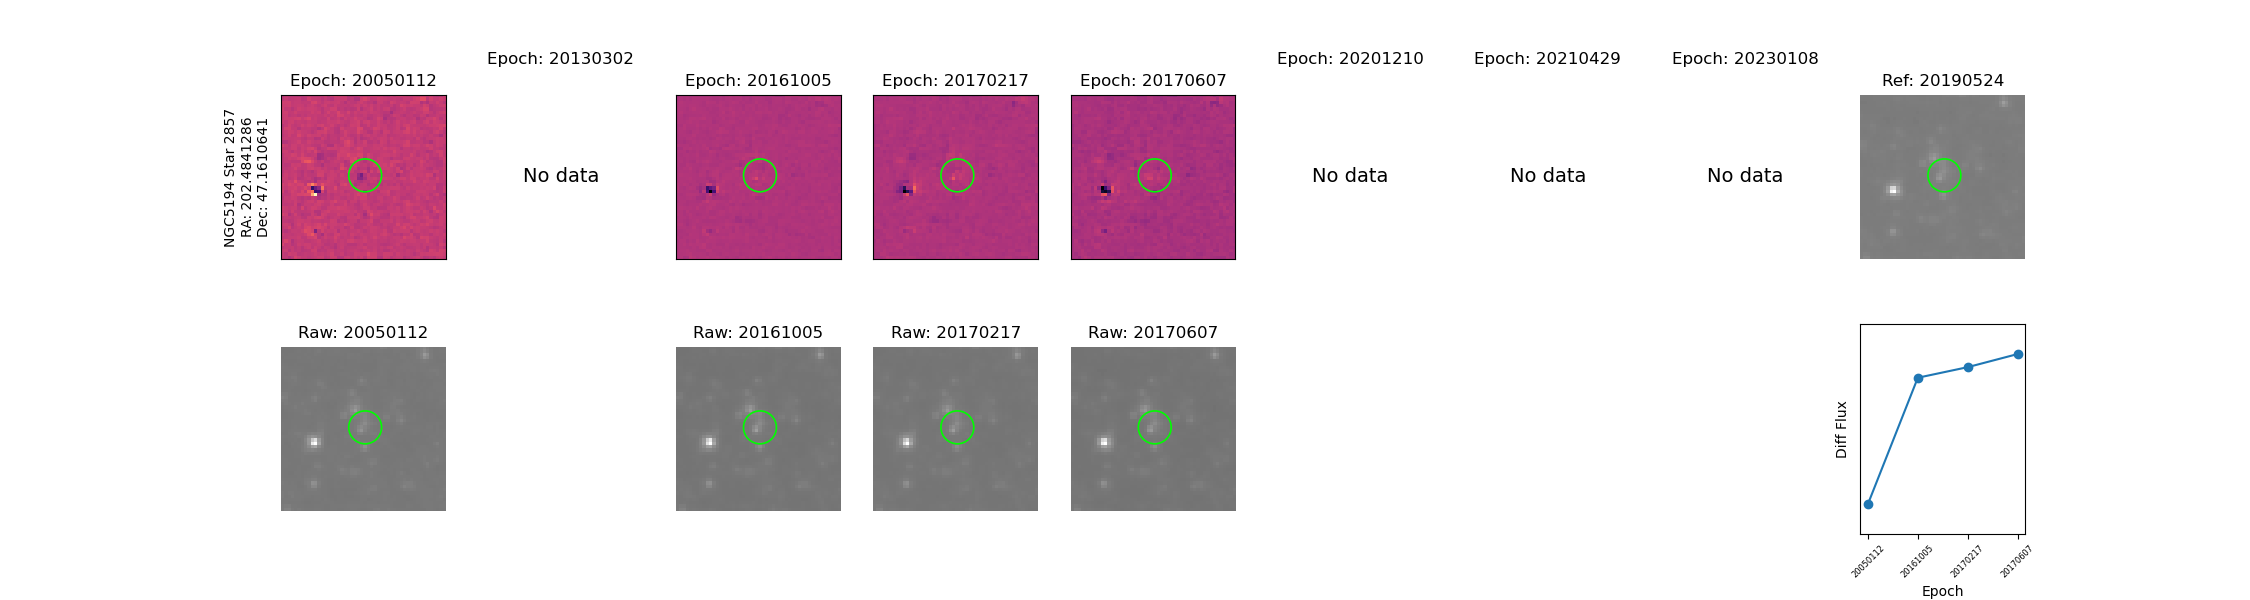 NGC5194 Star 2857
RA: 202.4841286
Dec: 47.1610641
Epoch: 20050112
Epoch: 20130302
No data
Epoch: 20161005
Epoch: 20170217
Epoch: 20170607
Epoch: 20201210
No data
Epoch: 20210429
No data
Epoch: 20230108
No data
Ref: 20190524
Raw: 20050112
Raw: 20161005
Raw: 20170217
Raw: 20170607
Diff Flux
20050112
20161005
20170217
20170607
Epoch